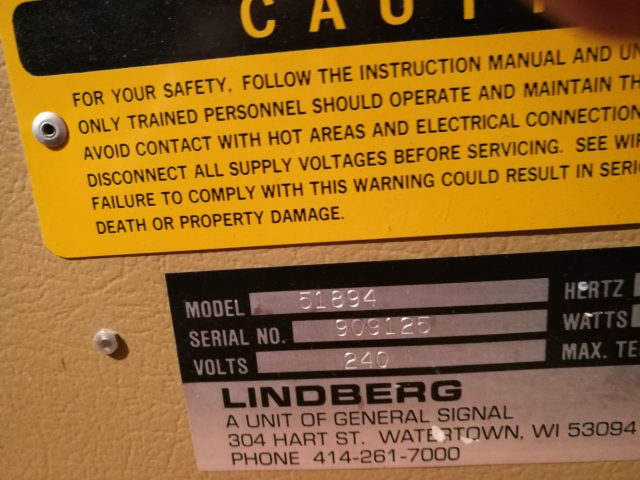 CAUT
FOR YOUR SAFETY, FOLLOW THE INSTRUCTION MANUAL AND
ONLY TRAINED PERSONNEL SHOULD OPERATE AND MAINTAIN
AVOID CONTACT WITH HOT AREAS AND ELECTRICAL CONNECTION
DISCONNECT ALL SUPPLY VOLTAGES BEFORE SERVICING. SEE
FAILURE TO COMPLY WITH THIS WARNING COULD RESULT IN
DEATH OR PROPERTY DAMAGE.
MODEL 51894 HERTZ
SERIAL NO. 909125 WATTS
VOLTS 240 MAX. TE
LINDBERG
A UNIT OF GENERAL SIGNAL
304 HART ST. WATERTOWN, WI 53094
PHONE 414-261-7000